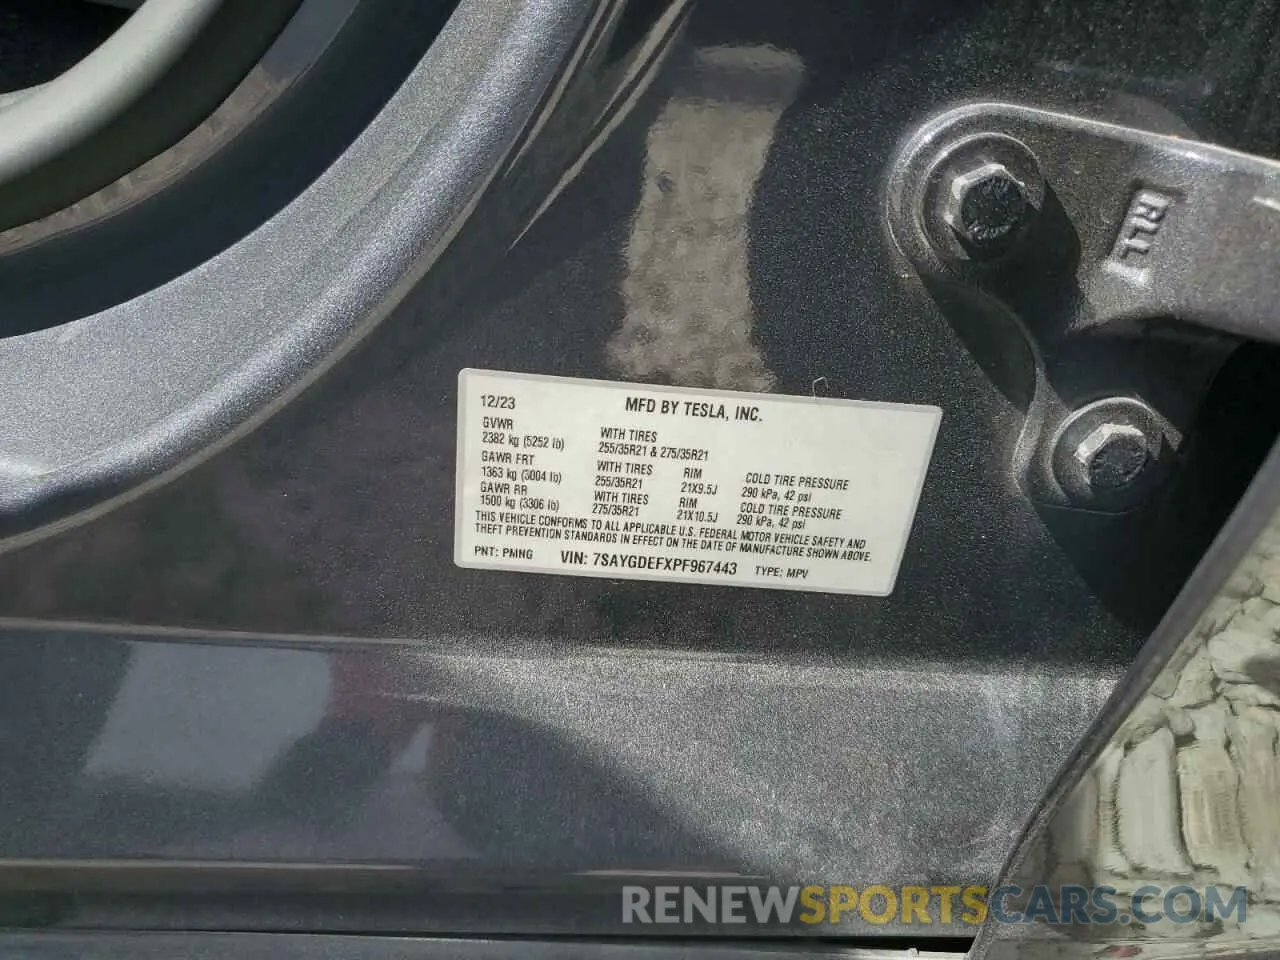 12/23 MFD BY TESLA, INC.
GVWR
2382 kg (5252 lb) WITH TIRES
255/35R21 & 275/35R21
GAWR FRT
1363 kg (3004 lb) WITH TIRES
255/35R21 RIM
21X9.5J COLD TIRE PRESSURE
290 kPa, 42 psi
GAWR RR
1500 kg (3306 lb) WITH TIRES
275/35R21 RIM
21X10.5J COLD TIRE PRESSURE
290 kPa, 42 psi
THIS VEHICLE CONFORMS TO ALL APPLICABLE U.S. FEDERAL MOTOR VEHICLE SAFETY AND
THEFT PREVENTION STANDARDS IN EFFECT ON THE DATE OF MANUFACTURE SHOWN ABOVE.
PNT: PMNG VIN: 7SAYGDEFXPF967443 TYPE: MPV
RENEWSPORTSCARS.COM